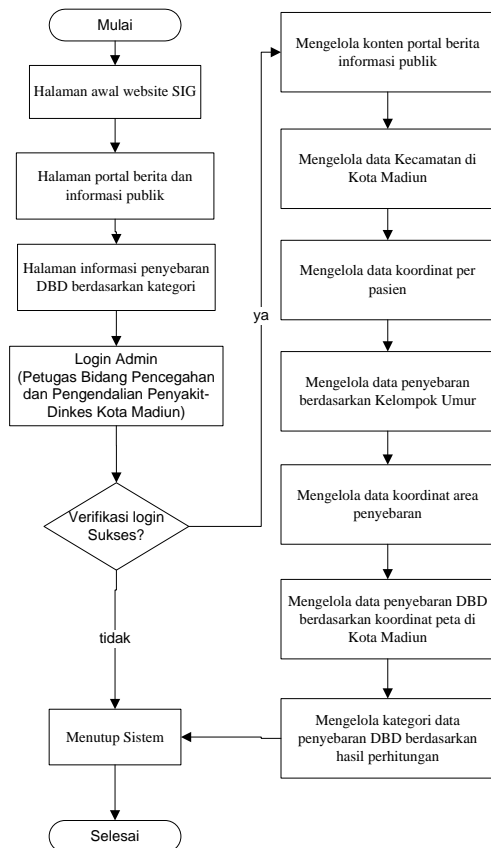 Mulai
Halaman awal website SIG
Halaman portal berita dan
informasi publik
Halaman informasi penyebaran
DBD berdasarkan kategori
Login Admin
(Petugas Bidang Pencegahan
dan Pengendalian Penyakit-
Dinkes Kota Madiun)
Verifikasi login
Sukses?
tidak
Menutup Sistem
Selesai
ya
Mengelola konten portal berita
informasi publik
Mengelola data Kecamatan di
Kota Madiun
Mengelola data koordinat per
pasien
Mengelola data penyebaran
berdasarkan Kelompok Umur
Mengelola data koordinat area
penyebaran
Mengelola data penyebaran DBD
berdasarkan koordinat peta di
Kota Madiun
Mengelola kategori data
penyebaran DBD berdasarkan
hasil perhitungan